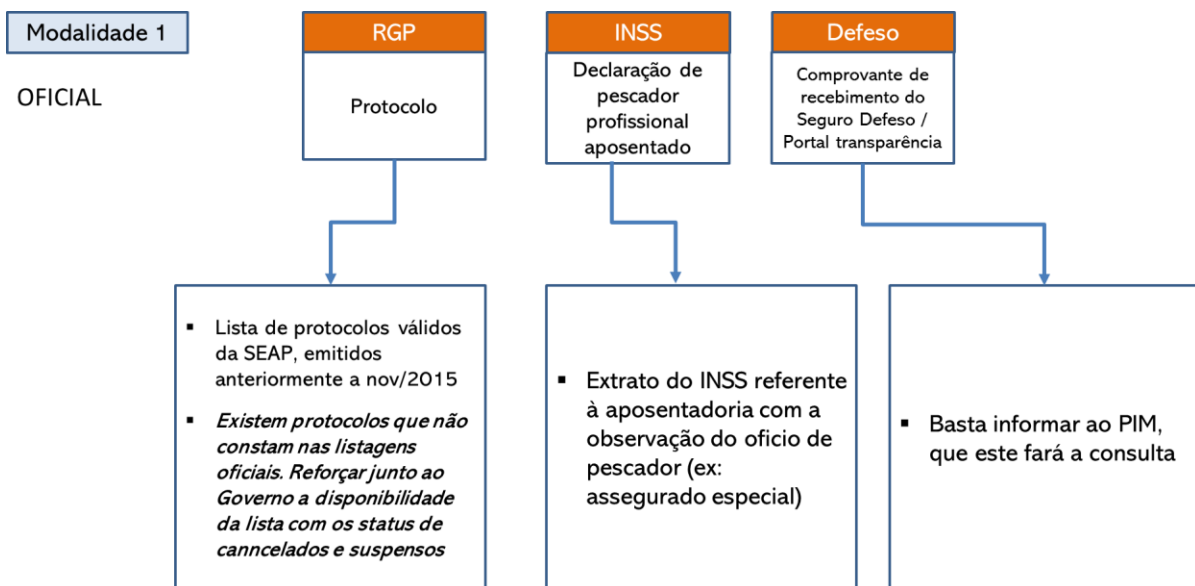 Modalidade 1
OFICIAL
RGP
Protocolo
INSS
Declaração de
pescador
profissional
aposentado
Defeso
Comprovante de
recebimento do
Seguro Defeso /
Portal transparência
▪ Lista de protocolos válidos
da SEAP, emitidos
anteriormente a nov/2015
▪ Existem protocolos que não
constam nas listagens
oficiais. Reforçar junto ao
Governo a disponibilidade
da lista com os status de
canncelados e suspensos
▪ Extrato do INSS referente
à aposentadoria com a
observação do oficio de
pescador (ex:
assegurado especial)
▪ Basta informar ao PIM,
que este fará a consulta